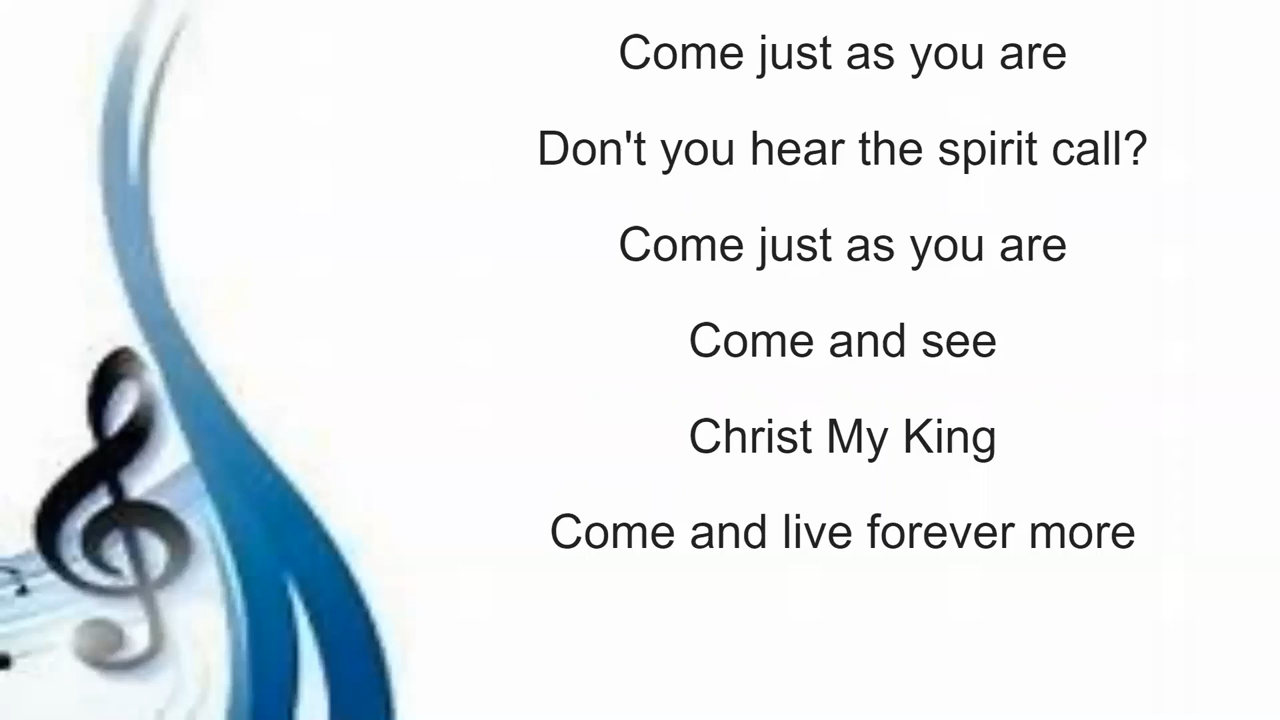 Come just as you are
Don't you hear the spirit call?
Come just as you are
Come and see
Christ My King
Come and live forever more